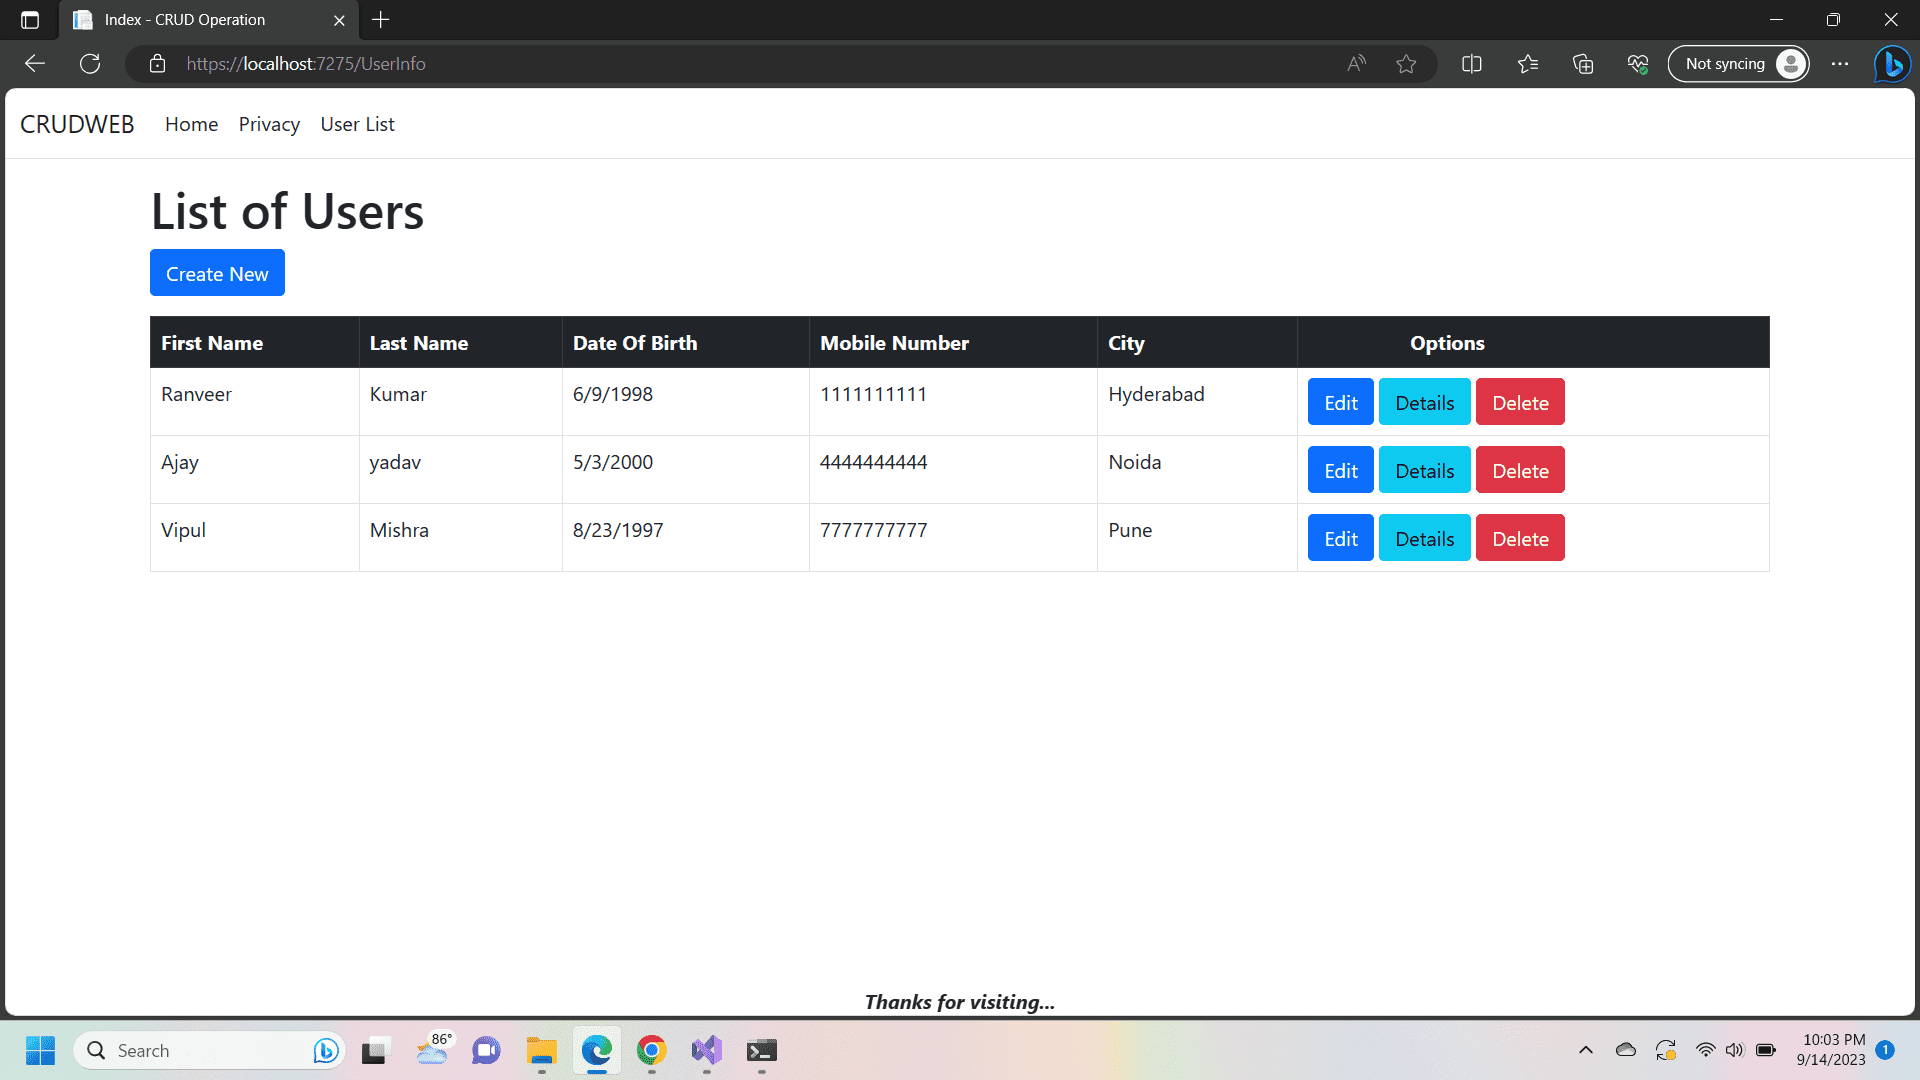 Index - CRUD Operation
https://localhost:7275/UserInfo
Not syncing
CRUDWEB Home Privacy User List
List of Users
Create New
First Name Last Name Date Of Birth Mobile Number City Options
Ranveer Kumar 6/9/1998 1111111111 Hyderabad Edit Details Delete
Ajay yadav 5/3/2000 4444444444 Noida Edit Details Delete
Vipul Mishra 8/23/1997 7777777777 Pune Edit Details Delete
Thanks for visiting...
Search
86°
10:03 PM
9/14/2023
1